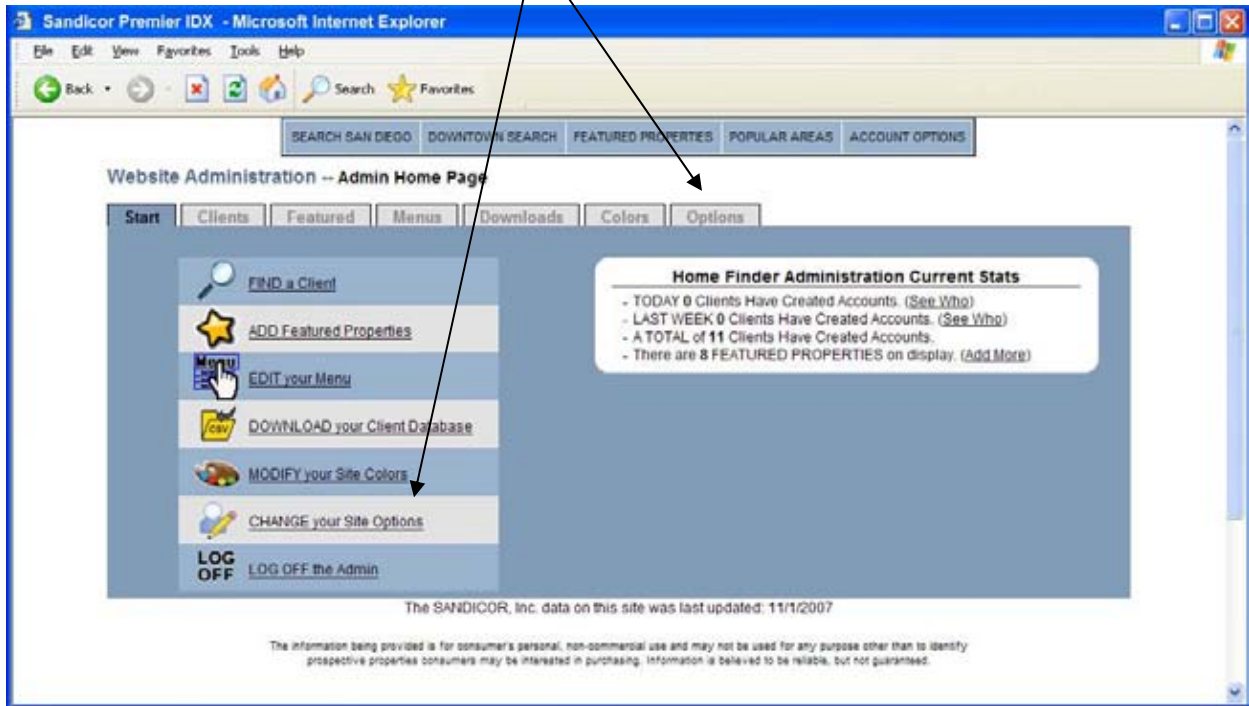 Sandicor Premier IDX - Microsoft Internet Explorer
File Edit View Favorites Tools Help
Back Search Favorites
SEARCH SAN DIEGO DOWNTOWN SEARCH FEATURED PROPERTIES POPULAR AREAS ACCOUNT OPTIONS
Website Administration -- Admin Home Page
Start Clients Featured Menus Downloads Colors Options
FIND a Client
ADD Featured Properties
Menu
EDIT your Menu
csv
DOWNLOAD your Client Database
MODIFY your Site Colors
CHANGE your Site Options
LOG
OFF
LOG OFF the Admin
Home Finder Administration Current Stats
- TODAY 0 Clients Have Created Accounts. (See Who)
- LAST WEEK 0 Clients Have Created Accounts. (See Who)
- A TOTAL of 11 Clients Have Created Accounts.
- There are 8 FEATURED PROPERTIES on display. (Add More)
The SANDICOR, Inc. data on this site was last updated: 11/1/2007
The information being provided is for consumer's personal, non-commercial use and may not be used for any purpose other than to identify
prospective properties consumers may be interested in purchasing. Information is believed to be reliable, but not guaranteed.